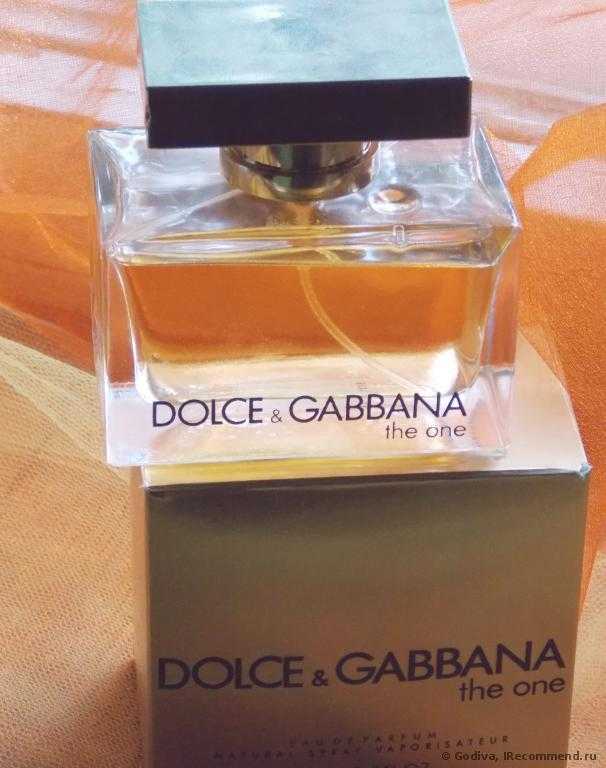 DOLCE & GABBANA
the one
DOLCE & GABBANA
the one
EAU DE PARFUM
NATURAL SPRAY VAPORISATEUR
© Godiva, IRecommend.ru